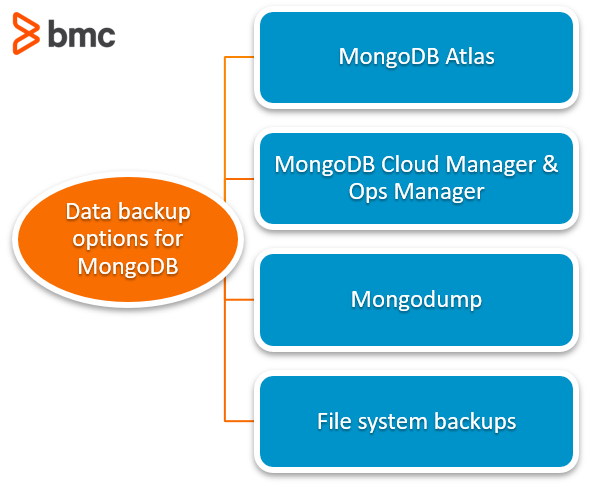 bmc
MongoDB Atlas
MongoDB Cloud Manager &
Ops Manager
Data backup
options for
MongoDB
Mongodump
File system backups